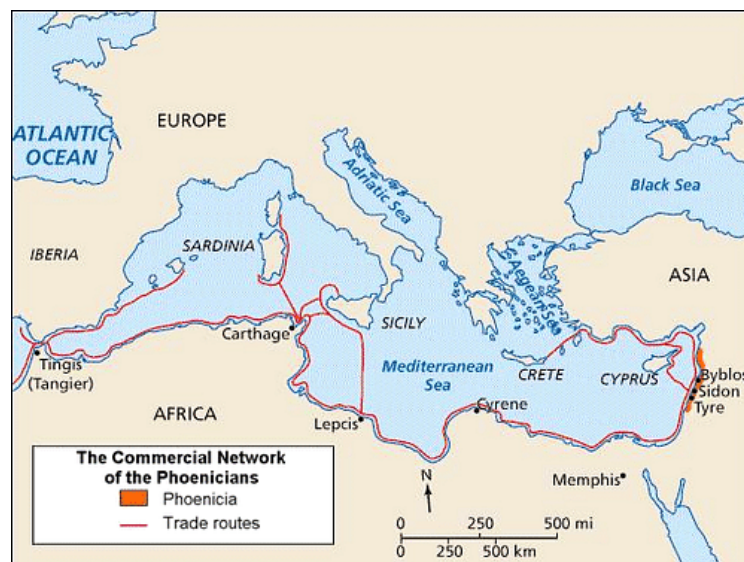 ATLANTIC
OCEAN
EUROPE
Adriatic Sea
Black Sea
IBERIA
SARDINIA
Aegean Sea
ASIA
SICILY
Carthage
Tingis
(Tangier)
Mediterranean
Sea
CRETE
CYPRUS
Byblos
Sidon
Tyre
AFRICA
Lepcis
Cyrene
Memphis
The Commercial Network
of the Phoenicians
Phoenicia
Trade routes
N
0 250 500 mi
0 250 500 km